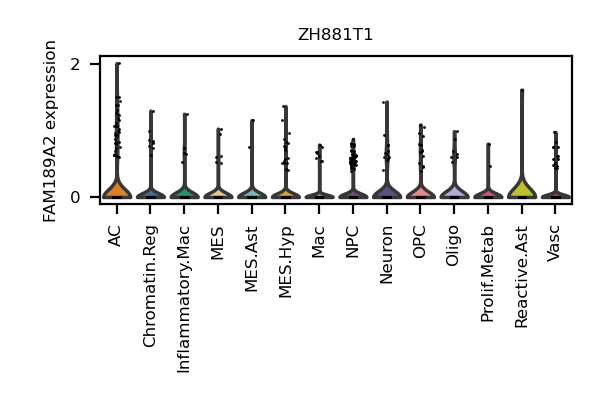 ZH881T1
FAM189A2 expression
2
0
AC
Chromatin.Reg
Inflammatory.Mac
MES
MES.Ast
MES.Hyp
Mac
NPC
Neuron
OPC
Oligo
Prolif.Metab
Reactive.Ast
Vasc